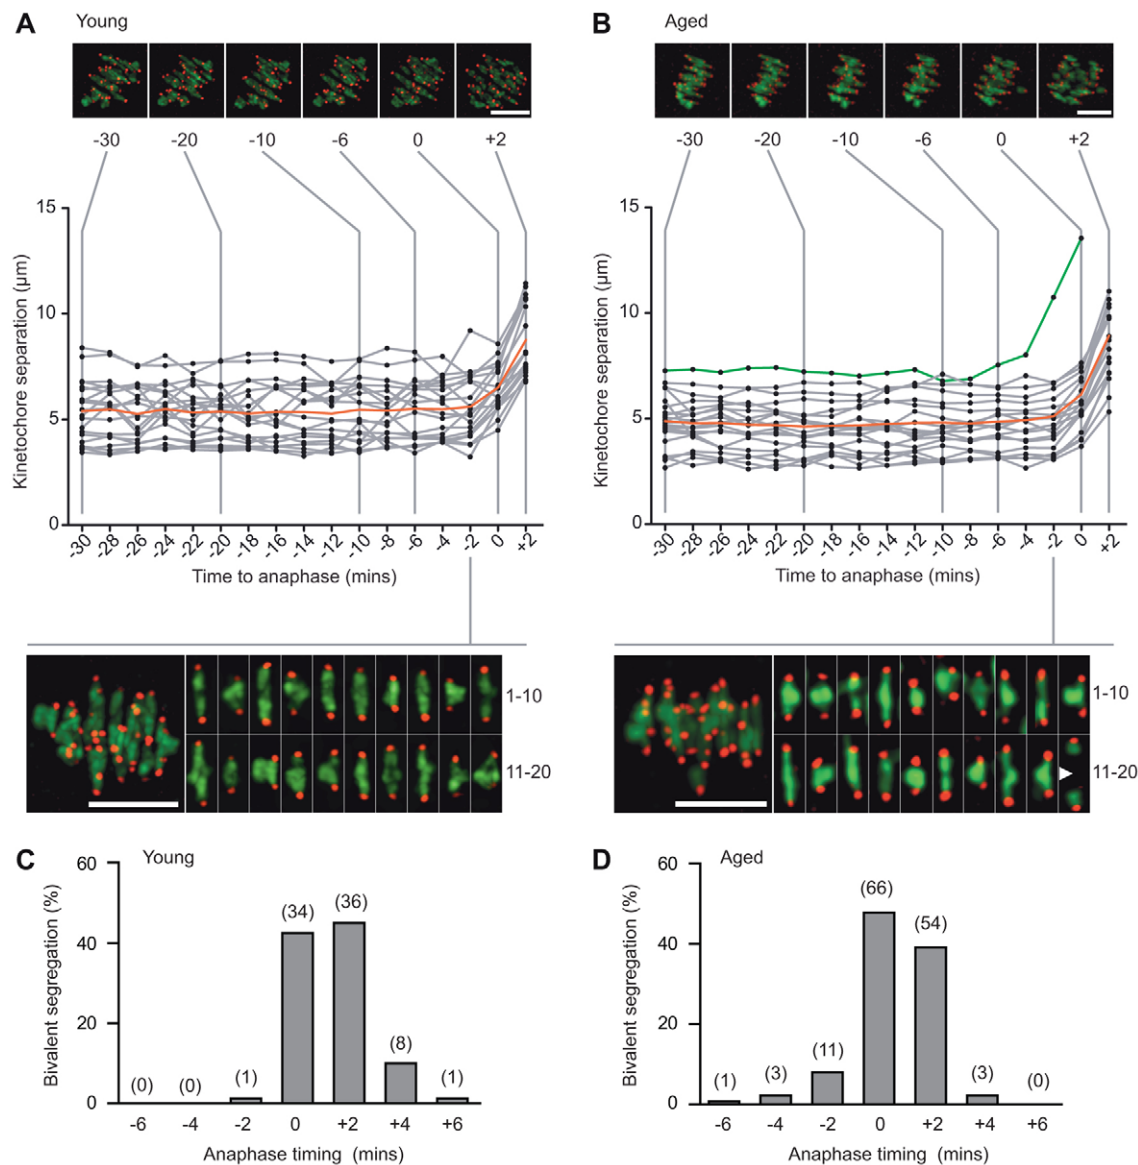 A Young
-30 -20 -10 -6 0 +2
15
10
5
0
Kinetochore separation (µm)
-30 -28 -26 -24 -22 -20 -18 -16 -14 -12 -10 -8 -6 -4 -2 0 +2
Time to anaphase (mins)
1-10
11-20
B Aged
-30 -20 -10 -6 0 +2
15
10
5
0
Kinetochore separation (µm)
-30 -28 -26 -24 -22 -20 -18 -16 -14 -12 -10 -8 -6 -4 -2 0 +2
Time to anaphase (mins)
1-10
11-20
C Young
60
40
20
0
Bivalent segregation (%)
(0) (0) (1) (34) (36) (8) (1)
-6 -4 -2 0 +2 +4 +6
Anaphase timing (mins)
D Aged
60
40
20
0
Bivalent segregation (%)
(1) (3) (11) (66) (54) (3) (0)
-6 -4 -2 0 +2 +4 +6
Anaphase timing (mins)